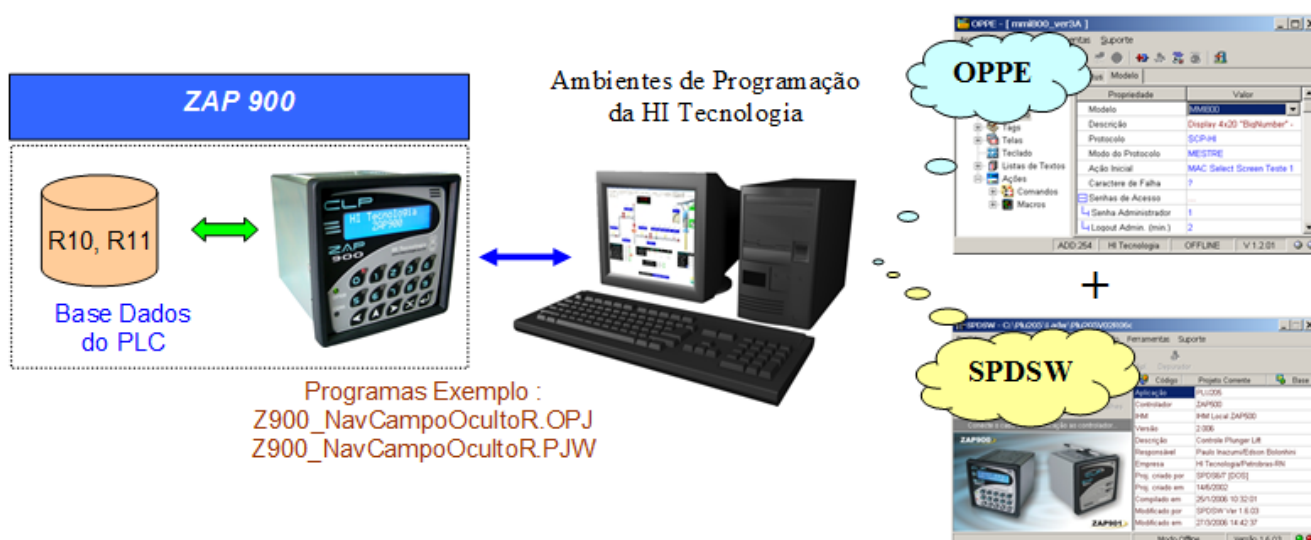 ZAP 900
R10, R11
Base Dados
do PLC
CLP
HI Tecnologia
ZAP900
ZAP
900
Programas Exemplo :
Z900_NavCampoOcultoR.OPJ
Z900_NavCampoOcultoR.PJW
Ambientes de Programação
da HI Tecnologia
OPPE - [ mmi800_ver3A ]
Suporte
OPPE
Modelo
Propriedade Valor
Modelo MMI800
Descrição Display 4x20 "BigNumber" -
Protocolo SCP-HI
Modo do Protocolo MESTRE
Ação Inicial MAC Select Screen Teste 1
Caractere de Falha ?
Senhas de Acesso ...
Senha Administrador 1
Logout Admin. (min.) 2
Tags
Telas
Teclado
Listas de Textos
Ações
Comandos
Macros
ADD:254 HI Tecnologia OFFLINE V 1.2.01
+
Ferramentas Suporte
SPDSW
Código Projeto Corrente Base
Aplicação
Controlador ZAP500
IHM IHM Local ZAP500
Versão 2.006
Descrição Controle Plunger Lift
Responsável Paulo Inazumi/Edson Bolonhini
Empresa HI Tecnologia/Petrobras-RN
Proj. criado por SPDS6/T [DOS]
Proj. criado em 14/6/2002
Compilado em 25/1/2006 10:32:01
Modificado por SPDSW Ver 1.6.03
Modificado em 27/3/2006 14:42:37
ZAP900
ZAP901
Modo Offline Versão 1.6.03